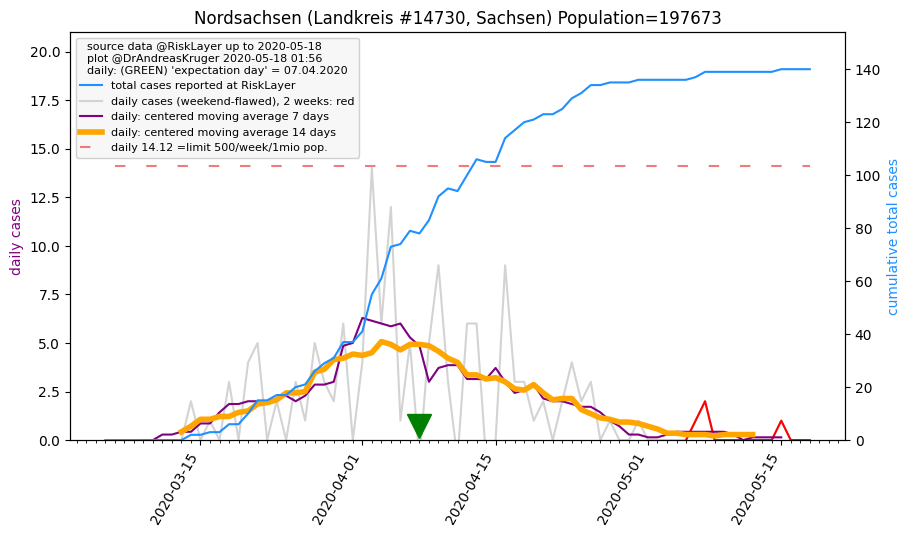 Nordsachsen (Landkreis #14730, Sachsen) Population=197673
source data @RiskLayer up to 2020-05-18
plot @DrAndreasKruger 2020-05-18 01:56
daily: (GREEN) 'expectation day' = 07.04.2020
total cases reported at RiskLayer
daily cases (weekend-flawed), 2 weeks: red
daily: centered moving average 7 days
daily: centered moving average 14 days
daily 14.12 =limit 500/week/1mio pop.
daily cases
20.0
17.5
15.0
12.5
10.0
7.5
5.0
2.5
0.0
140
120
100
80
60
40
20
0
cumulative total cases
2020-03-15
2020-04-01
2020-04-15
2020-05-01
2020-05-15